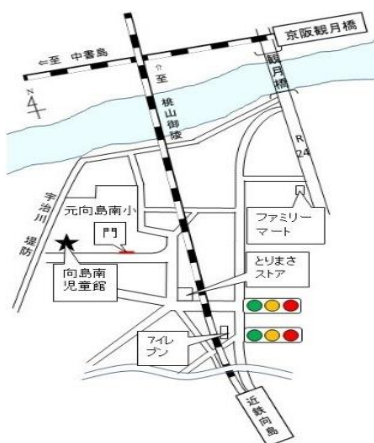 京阪観月橋
⇐至 中書島
観月橋
⇧至 桃山御陵
N
4
R 24
宇治川 堤防
元向島南小
門
ファミリー
マート
とりまさ
ストア
向島南
児童館
7イレ
ブン
近鉄向島